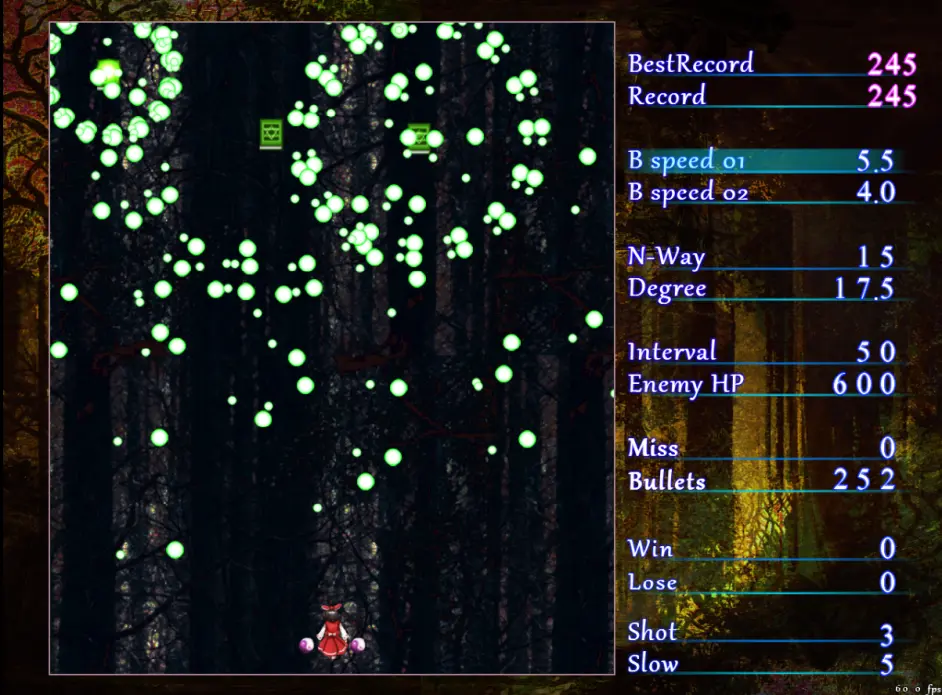 BestRecord 245
Record 245
B speed 01 5.5
B speed 02 4.0
N-Way 15
Degree 17.5
Interval 50
Enemy HP 600
Miss 0
Bullets 252
Win 0
Lose 0
Shot 3
Slow 5
60.0 fps